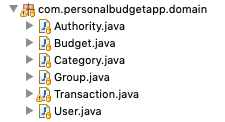 com.personalbudgetapp.domain
Authority.java
Budget.java
Category.java
Group.java
Transaction.java
User.java